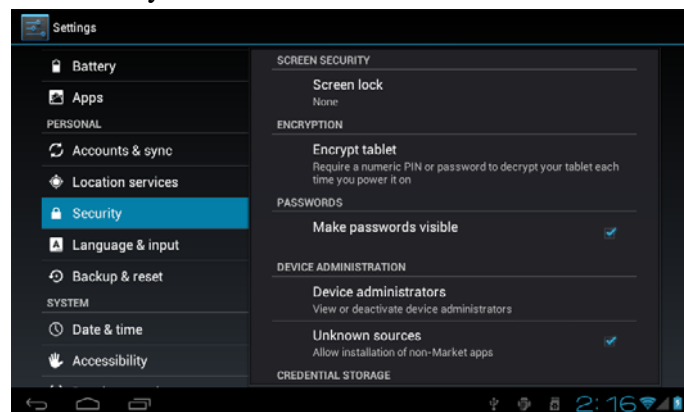 Settings
Battery
Apps
PERSONAL
Accounts & sync
Location services
Security
Language & input
Backup & reset
SYSTEM
Date & time
Accessibility
SCREEN SECURITY
Screen lock
None
ENCRYPTION
Encrypt tablet
Require a numeric PIN or password to decrypt your tablet each
time you power it on
PASSWORDS
Make passwords visible
DEVICE ADMINISTRATION
Device administrators
View or deactivate device administrators
Unknown sources
Allow installation of non-Market apps
CREDENTIAL STORAGE
2:16